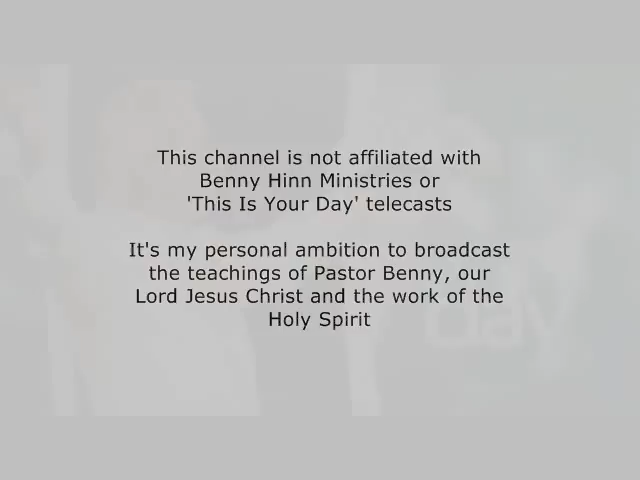 This channel is not affiliated with
Benny Hinn Ministries or
'This Is Your Day' telecasts
It's my personal ambition to broadcast
the teachings of Pastor Benny, our
Lord Jesus Christ and the work of the
Holy Spirit
day